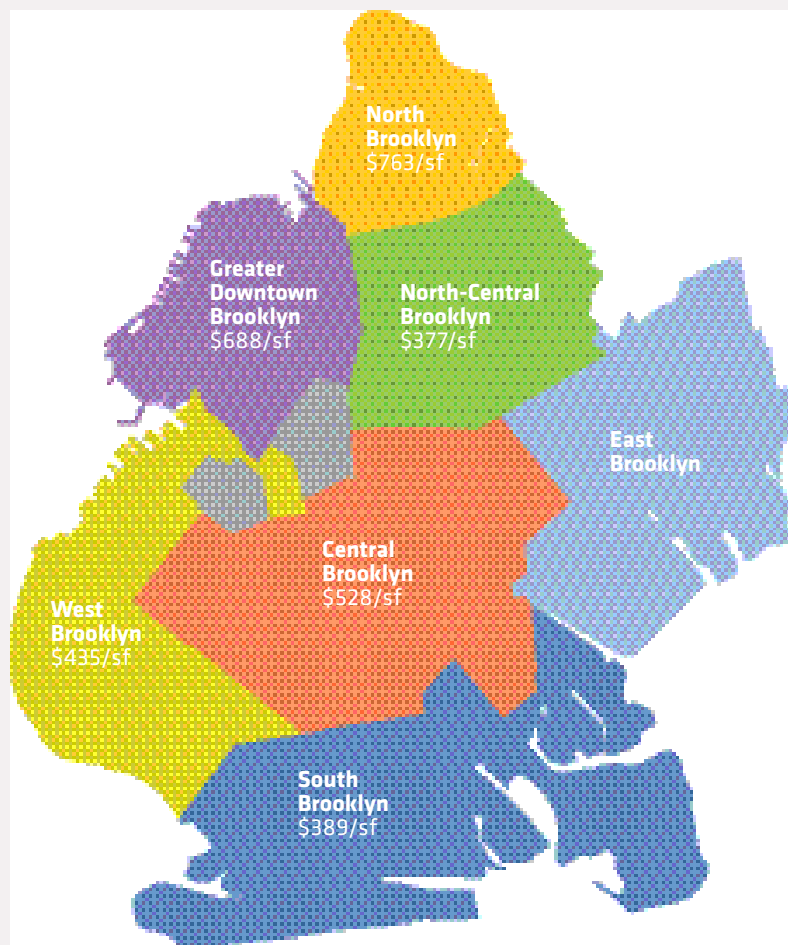 North
Brooklyn
$763/sf
Greater
Downtown
Brooklyn
$688/sf
North-Central
Brooklyn
$377/sf
East
Brooklyn
Central
Brooklyn
$528/sf
West
Brooklyn
$435/sf
South
Brooklyn
$389/sf